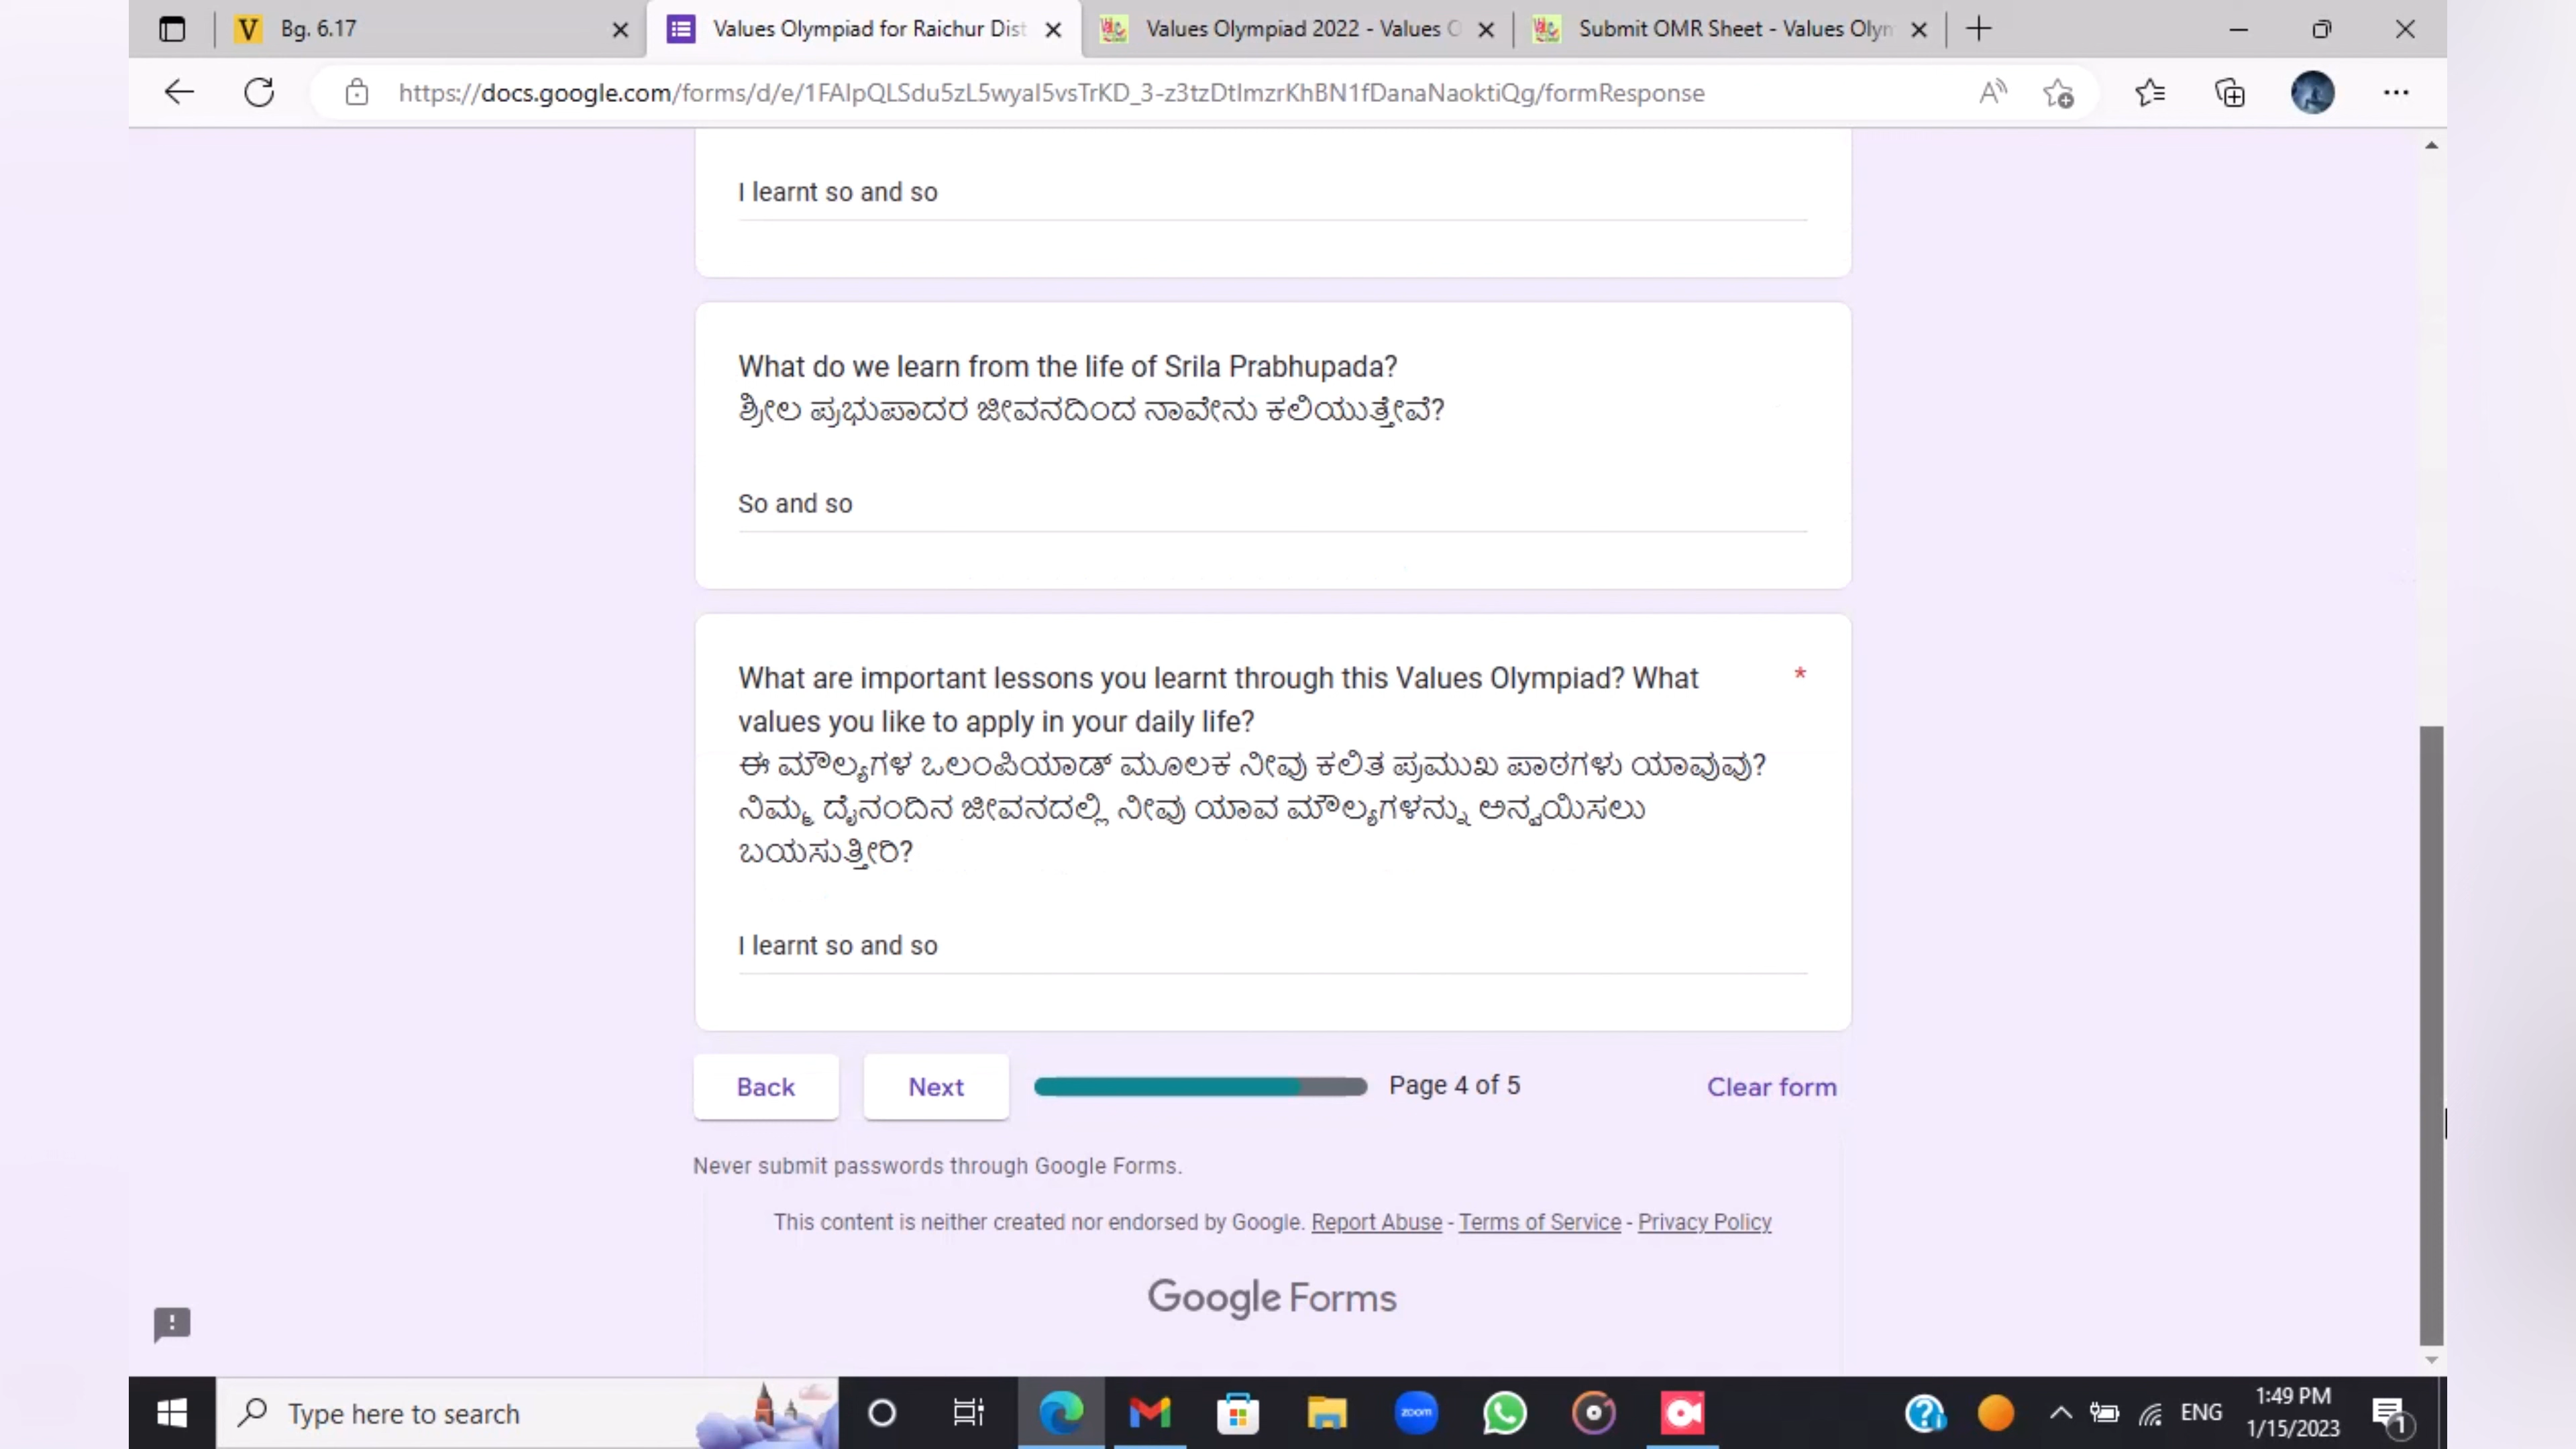 Bg. 6.17
Values Olympiad for Raichur Dist
Values Olympiad 2022 - Values O
Submit OMR Sheet - Values Olyn
https://docs.google.com/forms/d/e/1FAIpQLSdu5zL5wyaI5vsTrKD_3-z3tzDtImzrKhBN1fDanaNaoktiQg/formResponse
I learnt so and so
What do we learn from the life of Srila Prabhupada?
ಶ್ರೀಲ ಪ್ರಭುಪಾದರ ಜೀವನದಿಂದ ನಾವೇನು ಕಲಿಯುತ್ತೇವೆ?
So and so
What are important lessons you learnt through this Values Olympiad? What *
values you like to apply in your daily life?
ಈ ಮೌಲ್ಯಗಳ ಒಲಂಪಿಯಾಡ್ ಮೂಲಕ ನೀವು ಕಲಿತ ಪ್ರಮುಖ ಪಾಠಗಳು ಯಾವುವು?
ನಿಮ್ಮ ದೈನಂದಿನ ಜೀವನದಲ್ಲಿ ನೀವು ಯಾವ ಮೌಲ್ಯಗಳನ್ನು ಅನ್ವಯಿಸಲು
ಬಯಸುತ್ತೀರಿ?
I learnt so and so
Back
Next
Page 4 of 5
Clear form
Never submit passwords through Google Forms.
This content is neither created nor endorsed by Google. Report Abuse - Terms of Service - Privacy Policy
Google Forms
Type here to search
zoom
ENG
1:49 PM
1/15/2023
1